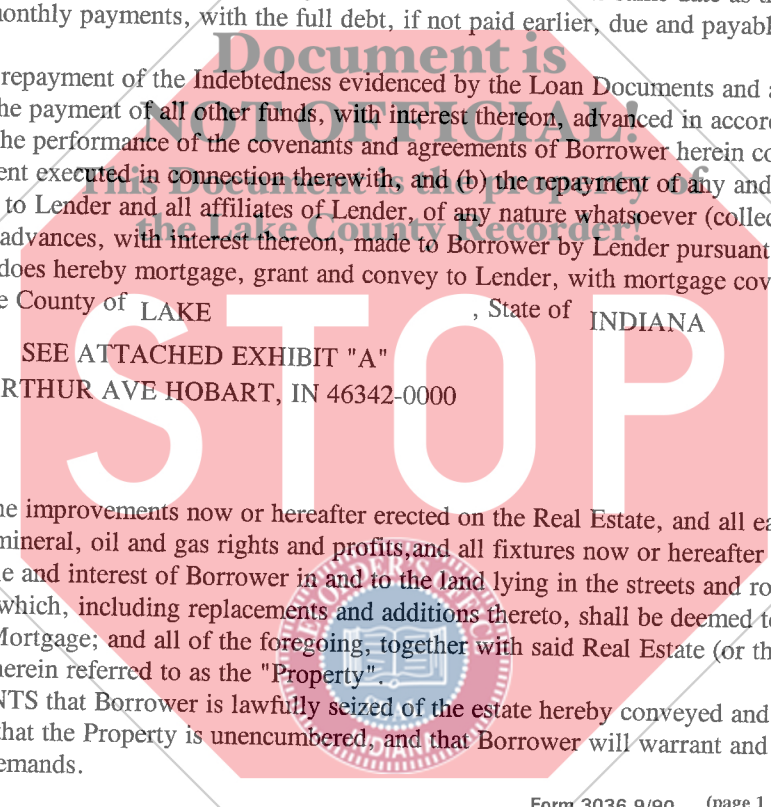 onthly payments, with the full debt, if not paid earlier, due and payabl
Document is
repayment of the Indebtedness evidenced by the Loan Documents and a
he payment of all other funds, with interest thereon, advanced in accor
NOT OFFICIAL!
he performance of the covenants and agreements of Borrower herein co
ent executed in connection therewith, and (b) the repayment of any and
This Document is the property of
to Lender and all affiliates of Lender, of any nature whatsoever (collec
the Lake County Recorder!
advances, with interest thereon, made to Borrower by Lender pursuant
does hereby mortgage, grant and convey to Lender, with mortgage cov
e County of LAKE , State of INDIANA
SEE ATTACHED EXHIBIT "A"
RTHUR AVE HOBART, IN 46342-0000
STOP
ne improvements now or hereafter erected on the Real Estate, and all ea
mineral, oil and gas rights and profits,and all fixtures now or hereafter
e and interest of Borrower in and to the land lying in the streets and ro
which, including replacements and additions thereto, shall be deemed to
Mortgage; and all of the foregoing, together with said Real Estate (or th
herein referred to as the "Property".
NTS that Borrower is lawfully seized of the estate hereby conveyed and
that the Property is unencumbered, and that Borrower will warrant and
emands.
Form 3036 9/90 (page 1